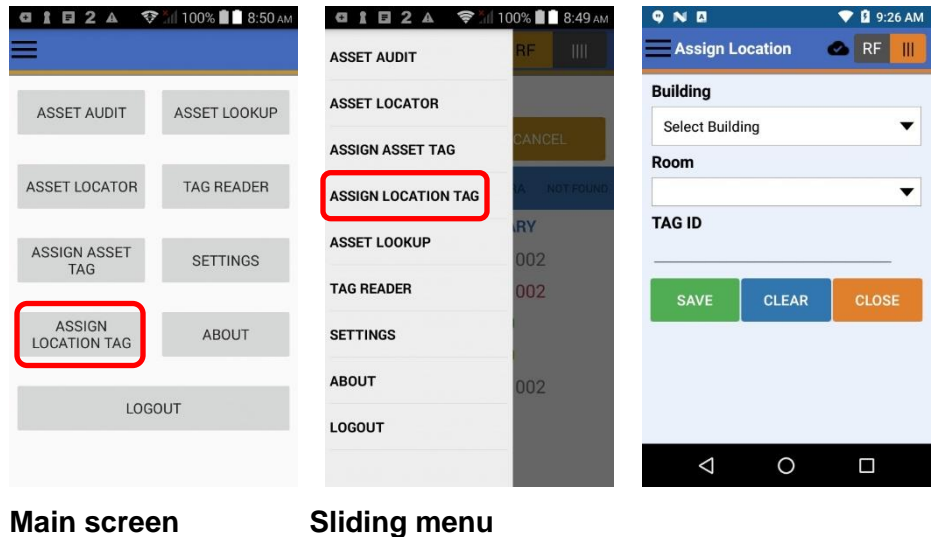 100% 8:50 AM
ASSET AUDIT
ASSET LOOKUP
ASSET LOCATOR
TAG READER
ASSIGN ASSET
TAG
SETTINGS
ASSIGN
LOCATION TAG
ABOUT
LOGOUT
Main screen
2 100% 8:49 AM
RF
ASSET AUDIT
ASSET LOCATOR
CANCEL
ASSIGN ASSET TAG
ASSIGN LOCATION TAG
NOT FOUND
RY
ASSET LOOKUP
002
TAG READER
002
SETTINGS
ABOUT
002
LOGOUT
Sliding menu
9:26 AM
Assign Location
RF
Building
Select Building
Room
TAG ID
SAVE
CLEAR
CLOSE